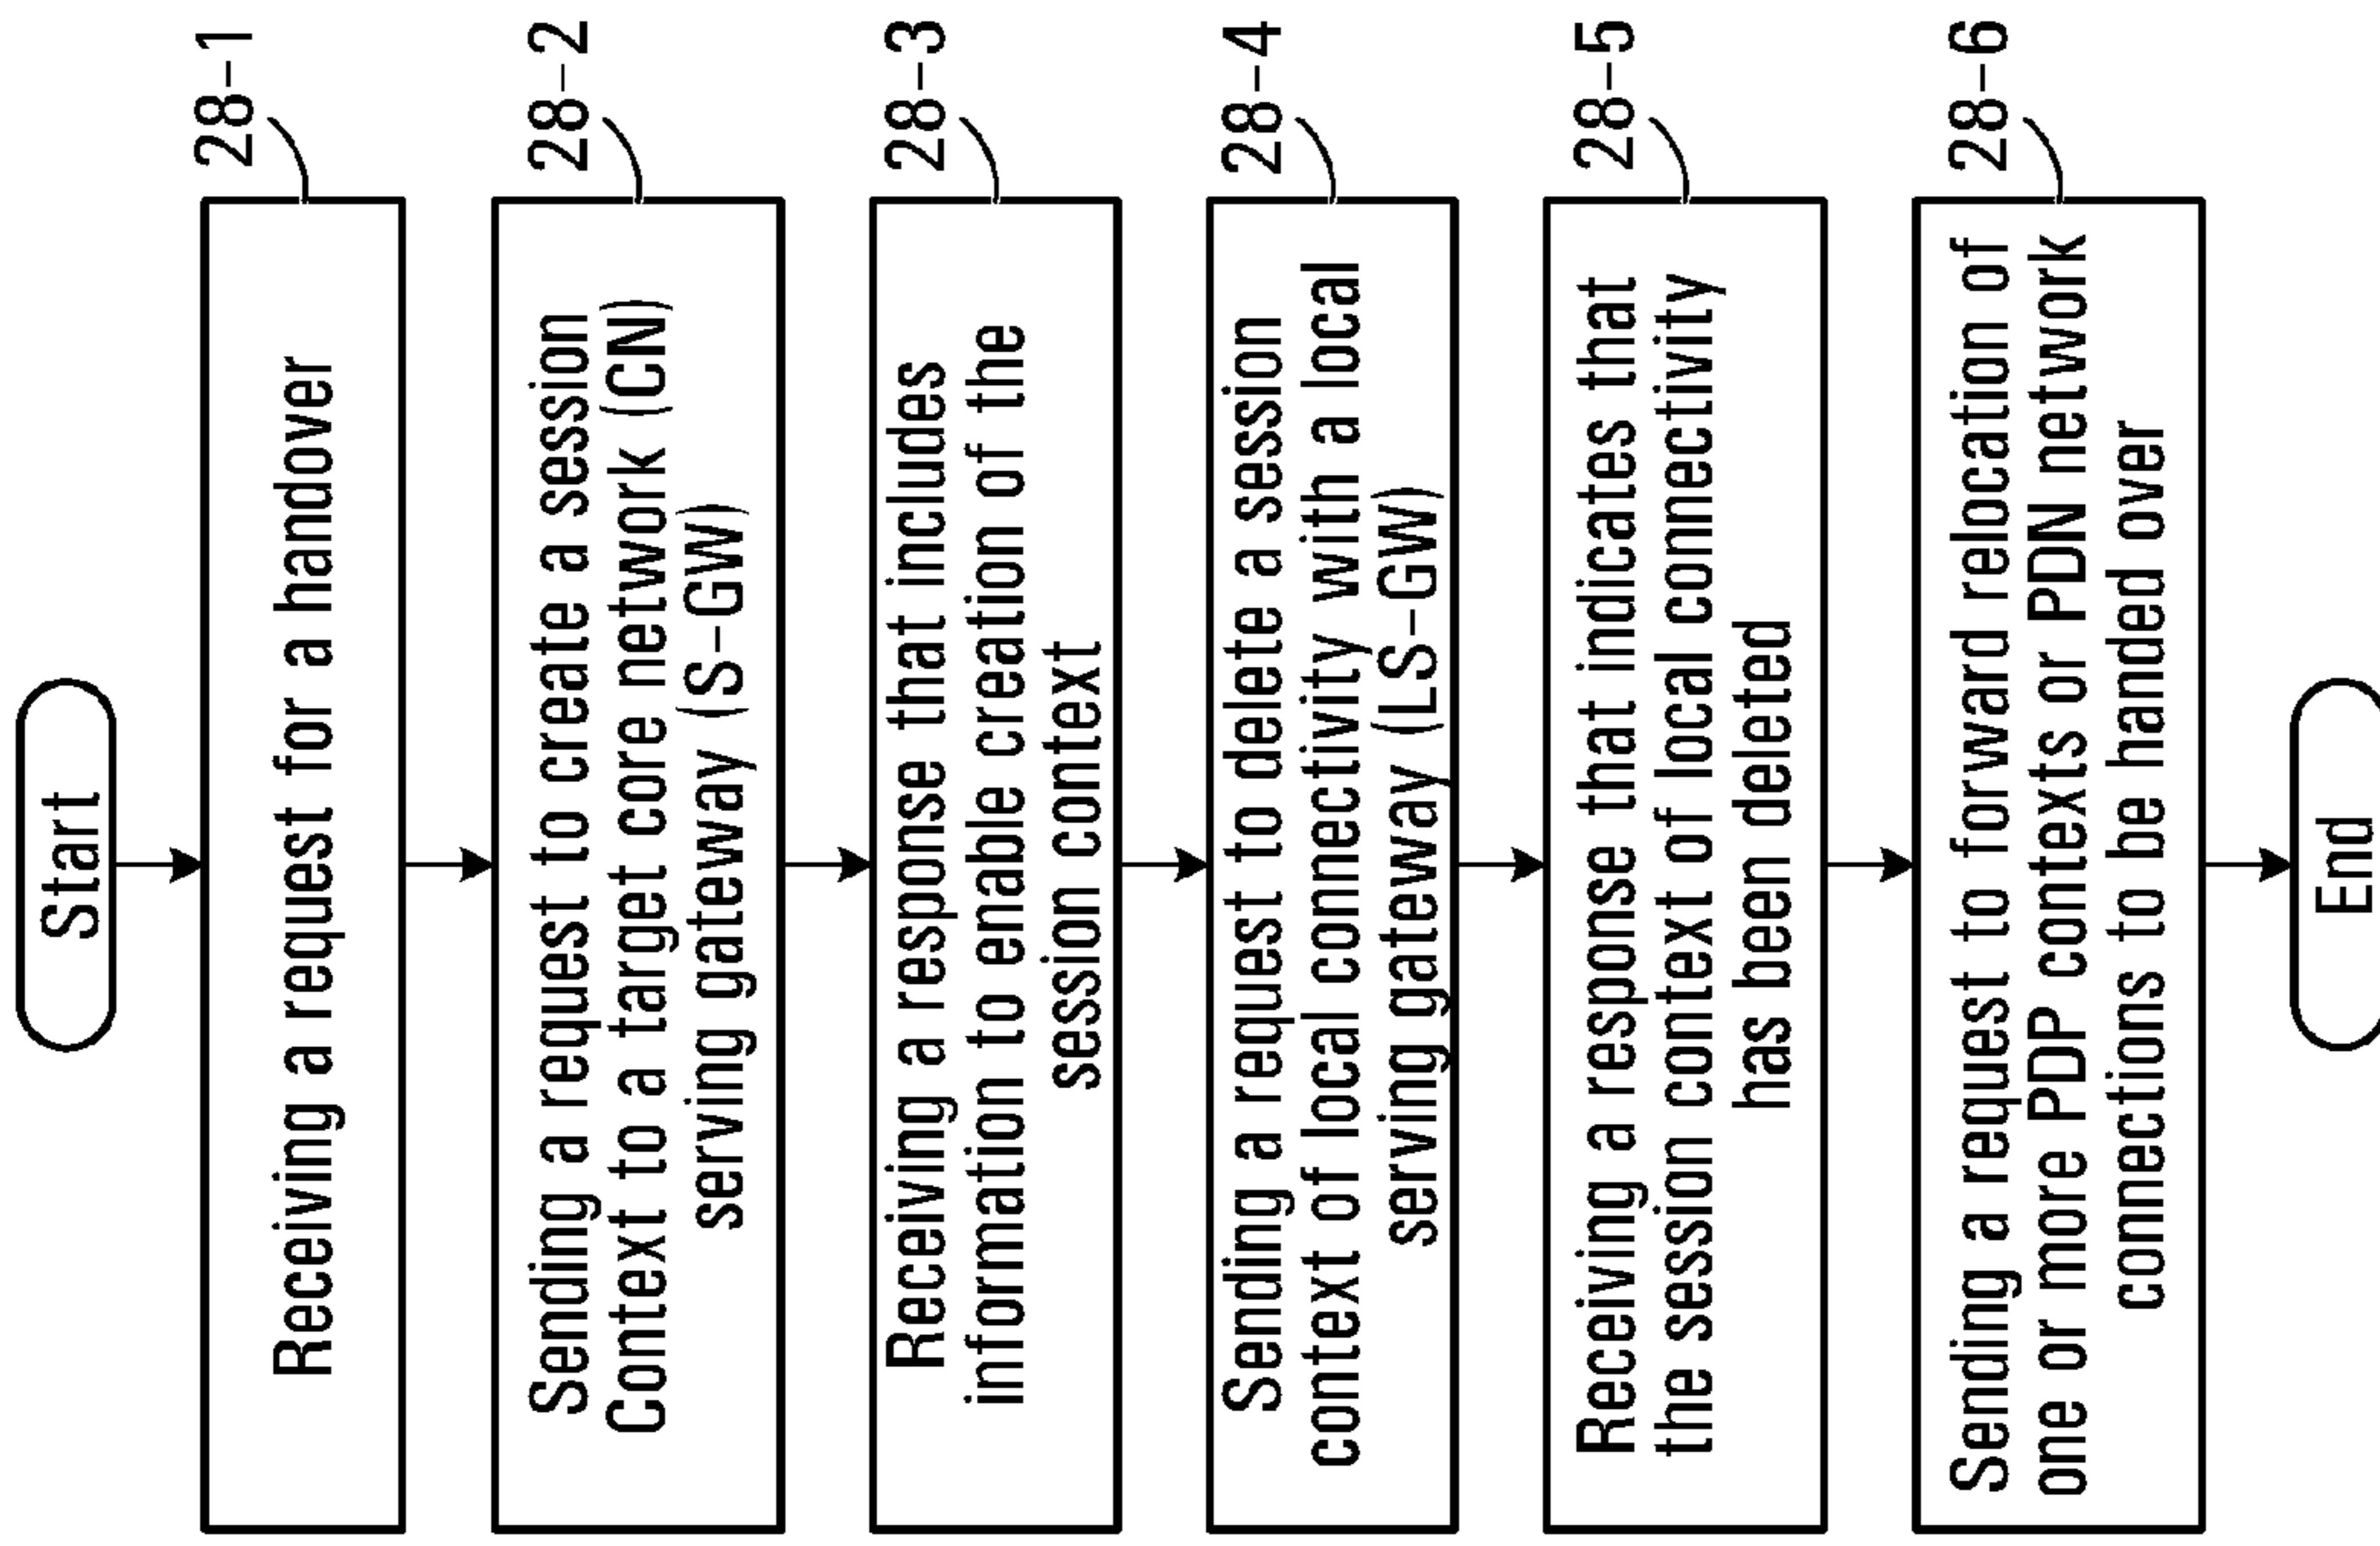 Start
28-1
Receiving a request for a handover
28-2
Sending a request to create a session
Context to a target core network (CN)
serving gateway (S-GW)
28-3
Receiving a response that includes
information to enable creation of the
session context
28-4
Sending a request to delete a session
context of local connectivity with a local
serving gateway (LS-GW)
28-5
Receiving a response that indicates that
the session context of local connectivity
has been deleted
28-6
Sending a request to forward relocation of
one or more PDP contexts or PDN network
connections to be handed over
End